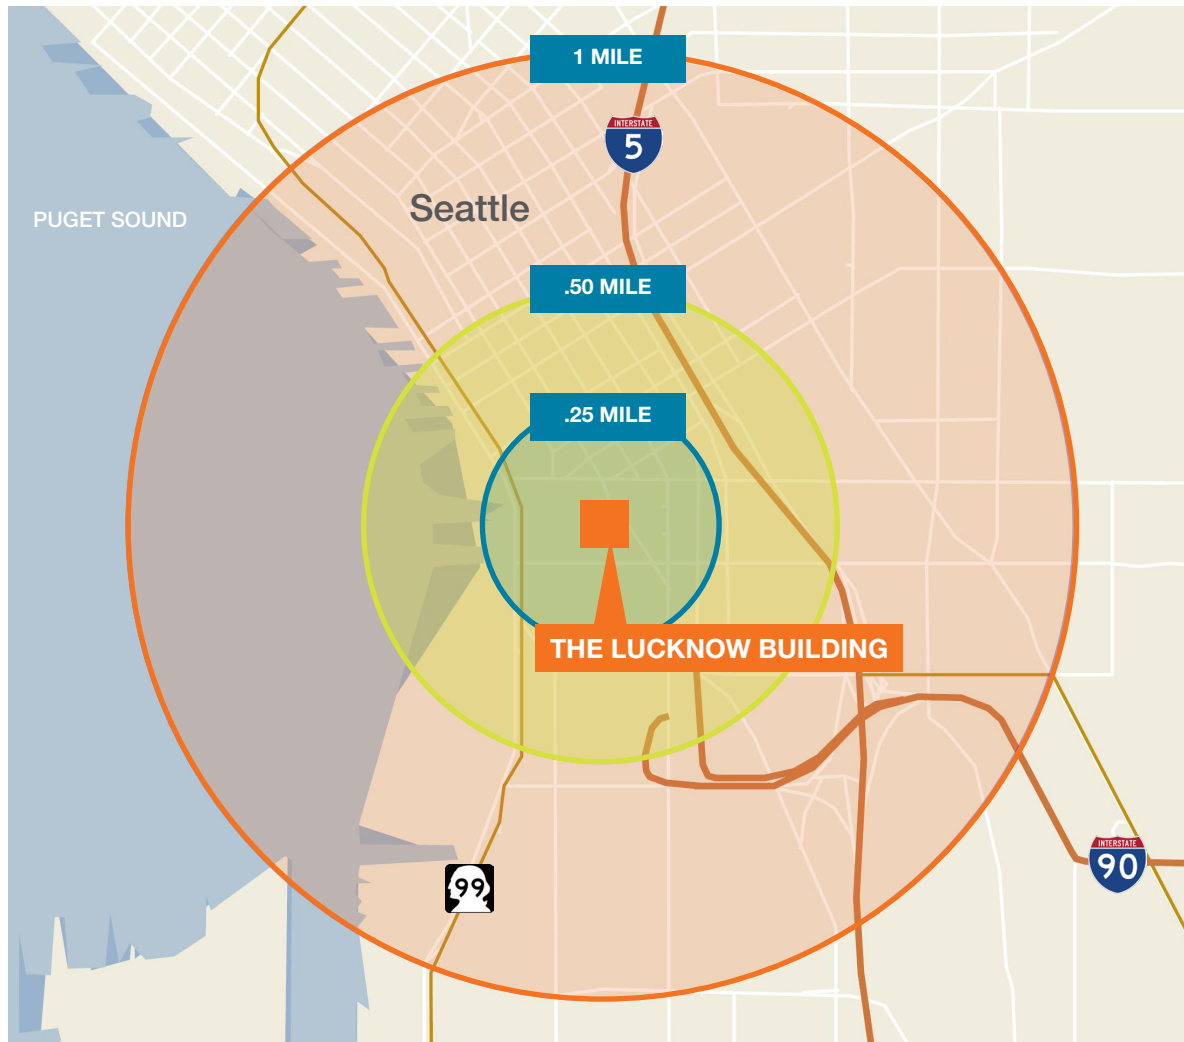 1 MILE
INTERSTATE
5
Seattle
PUGET SOUND
.50 MILE
.25 MILE
THE LUCKNOW BUILDING
INTERSTATE
90
99